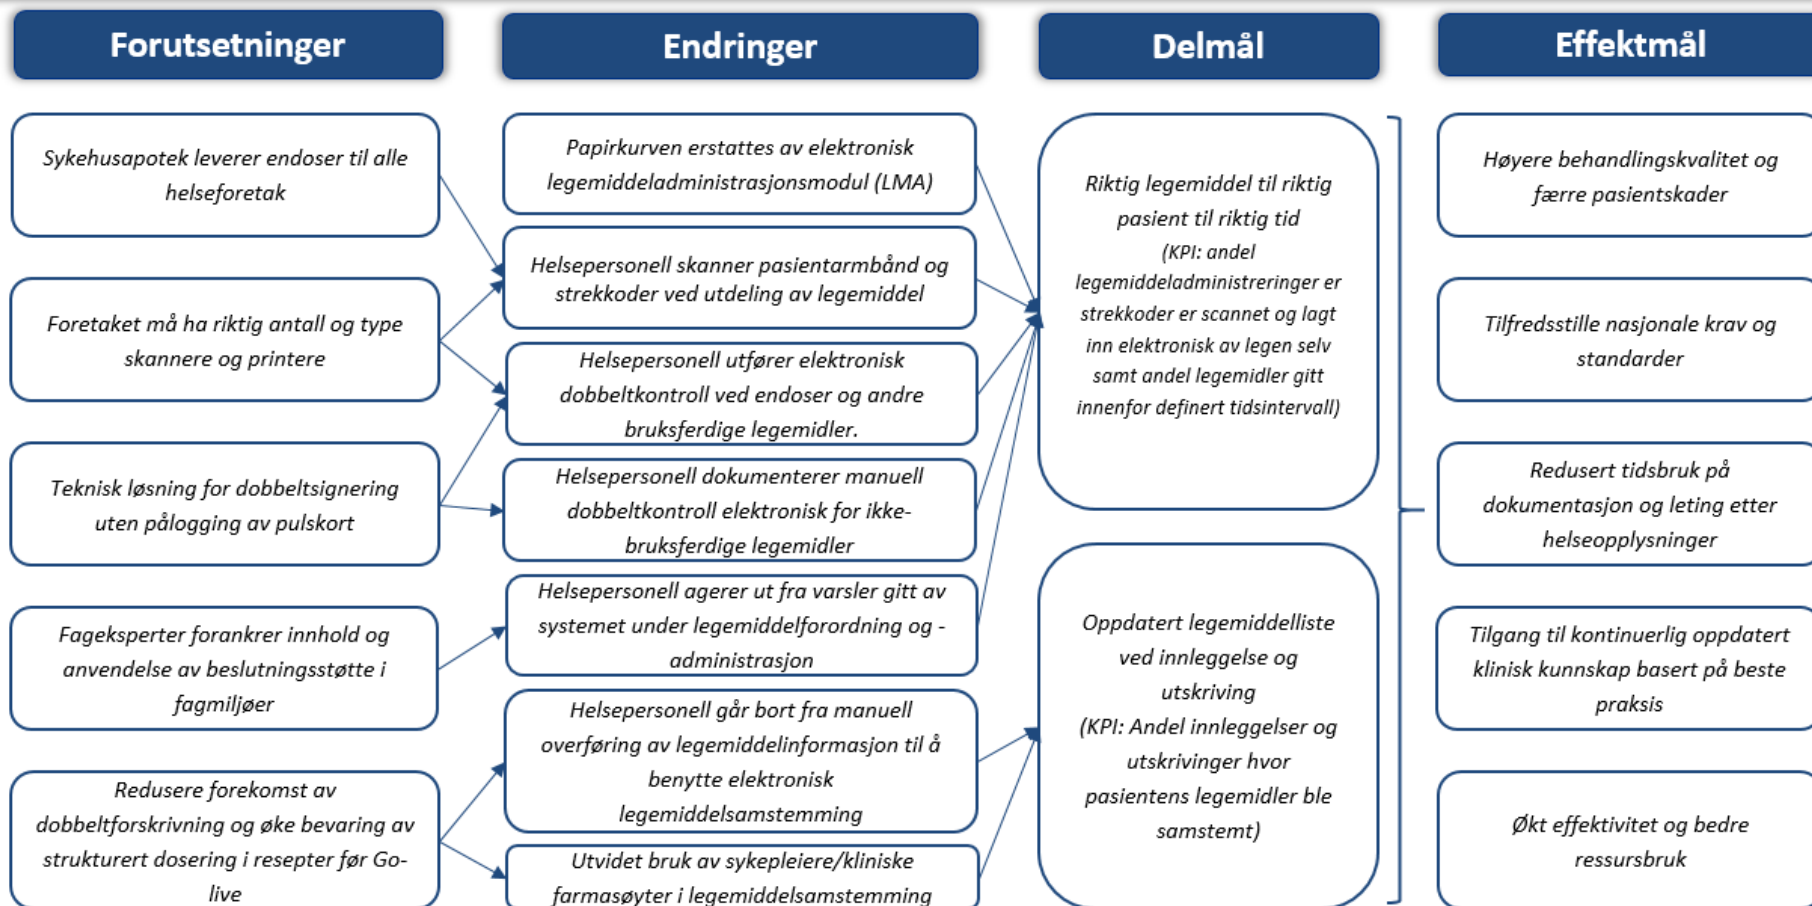 Forutsetninger
Sykehusapotek leverer endoser til alle
helseforetak
Foretaket må ha riktig antall og type
skannere og printere
Teknisk løsning for dobbeltsignering
uten pålogging av pulskort
Fageksperter forankrer innhold og
anvendelse av beslutningsstøtte i
fagmiljøer
Redusere forekomst av
dobbeltforskrivning og øke bevaring av
strukturert dosering i resepter før Go-
live
Endringer
Papirkurven erstattes av elektronisk
legemiddeladministrasjonsmodul (LMA)
Helsepersonell skanner pasientarmbånd og
strekkoder ved utdeling av legemiddel
Helsepersonell utfører elektronisk
dobbeltkontroll ved endoser og andre
bruksferdige legemidler.
Helsepersonell dokumenterer manuell
dobbeltkontroll elektronisk for ikke-
bruksferdige legemidler
Helsepersonell agerer ut fra varsler gitt av
systemet under legemiddelforordning og -
administrasjon
Helsepersonell går bort fra manuell
overføring av legemiddelinformasjon til å
benytte elektronisk
legemiddelsamstemming
Utvidet bruk av sykepleiere/kliniske
farmasøyter i legemiddelsamstemming
Delmål
Riktig legemiddel til riktig
pasient til riktig tid
(KPI: andel
legemiddeladministreringer er
strekkoder er scannet og lagt
inn elektronisk av legen selv
samt andel legemidler gitt
innenfor definert tidsintervall)
Oppdatert legemiddelliste
ved innleggelse og
utskriving
(KPI: Andel innleggelser og
utskrivinger hvor
pasientens legemidler ble
samstemt)
Effektmål
Høyere behandlingskvalitet og
færre pasientskader
Tilfredsstille nasjonale krav og
standarder
Redusert tidsbruk på
dokumentasjon og leting etter
helseopplysninger
Tilgang til kontinuerlig oppdatert
klinisk kunnskap basert på beste
praksis
Økt effektivitet og bedre
ressursbruk